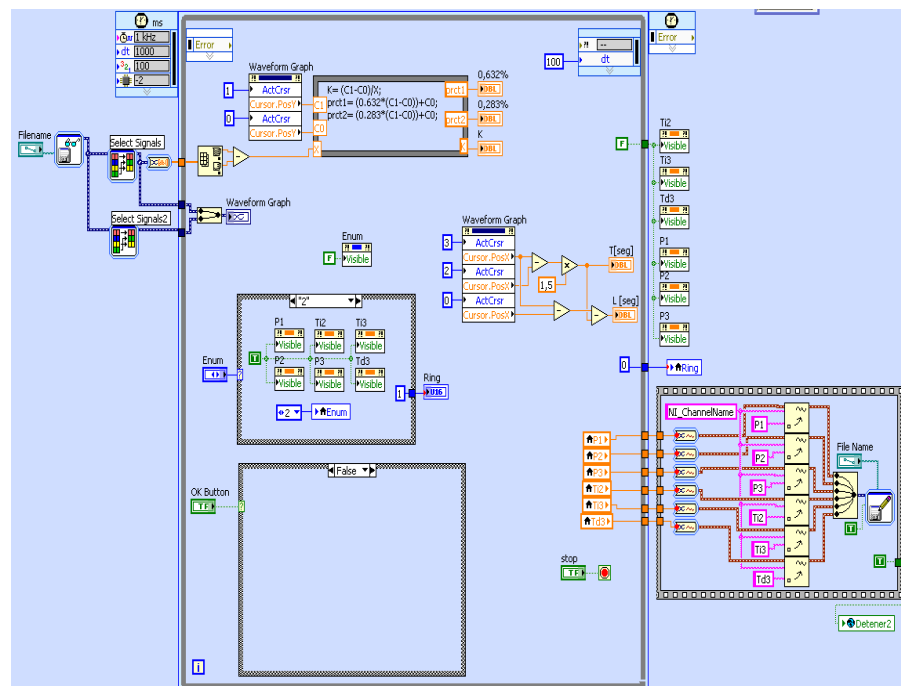 ms
1 kHz
dt 1000
100
-2
Error
Error
--
dt
100
Waveform Graph
1
ActCrsr
Cursor.PosY
0
ActCrsr
Cursor.PosY
C1
C0
X
K= (C1-C0)/X;
prct1= (0.632*(C1-C0))+C0;
prct2= (0.283*(C1-C0))+C0;
prct1
prct2
X
0,632%
DBL
0,283%
DBL
K
DBL
Filename
Select Signals
Select Signals2
Waveform Graph
F
Ti2
Visible
Ti3
Visible
Td3
Visible
P1
Visible
P2
Visible
P3
Visible
Enum
F
Visible
Waveform Graph
3
ActCrsr
Cursor.PosX
2
ActCrsr
Cursor.PosX
0
ActCrsr
Cursor.PosX
1,5
T[seg]
DBL
L [seg]
DBL
"2"
P1
Ti2
Ti3
Visible
Visible
Visible
T
P2
P3
Td3
Visible
Visible
Visible
2
Enum
Enum
1
Ring
U16
0
Ring
False
OK Button
TF
?
stop
TF
i
P1
P2
P3
Ti2
Ti3
Td3
NI_ChannelName
P1
P2
P3
Ti2
Ti3
Td3
File Name
T
T
Detener2